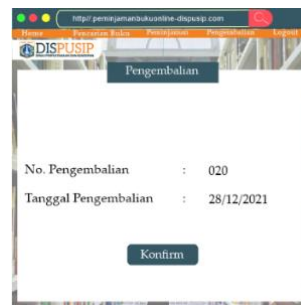 http// peminjamanbukuonline-dispusip.com
Home Pencarian Buku Peminjaman Pengembalian Logout
DISPUSIP
Pengembalian
No. Pengembalian : 020
Tanggal Pengembalian : 28/12/2021
Konfirm